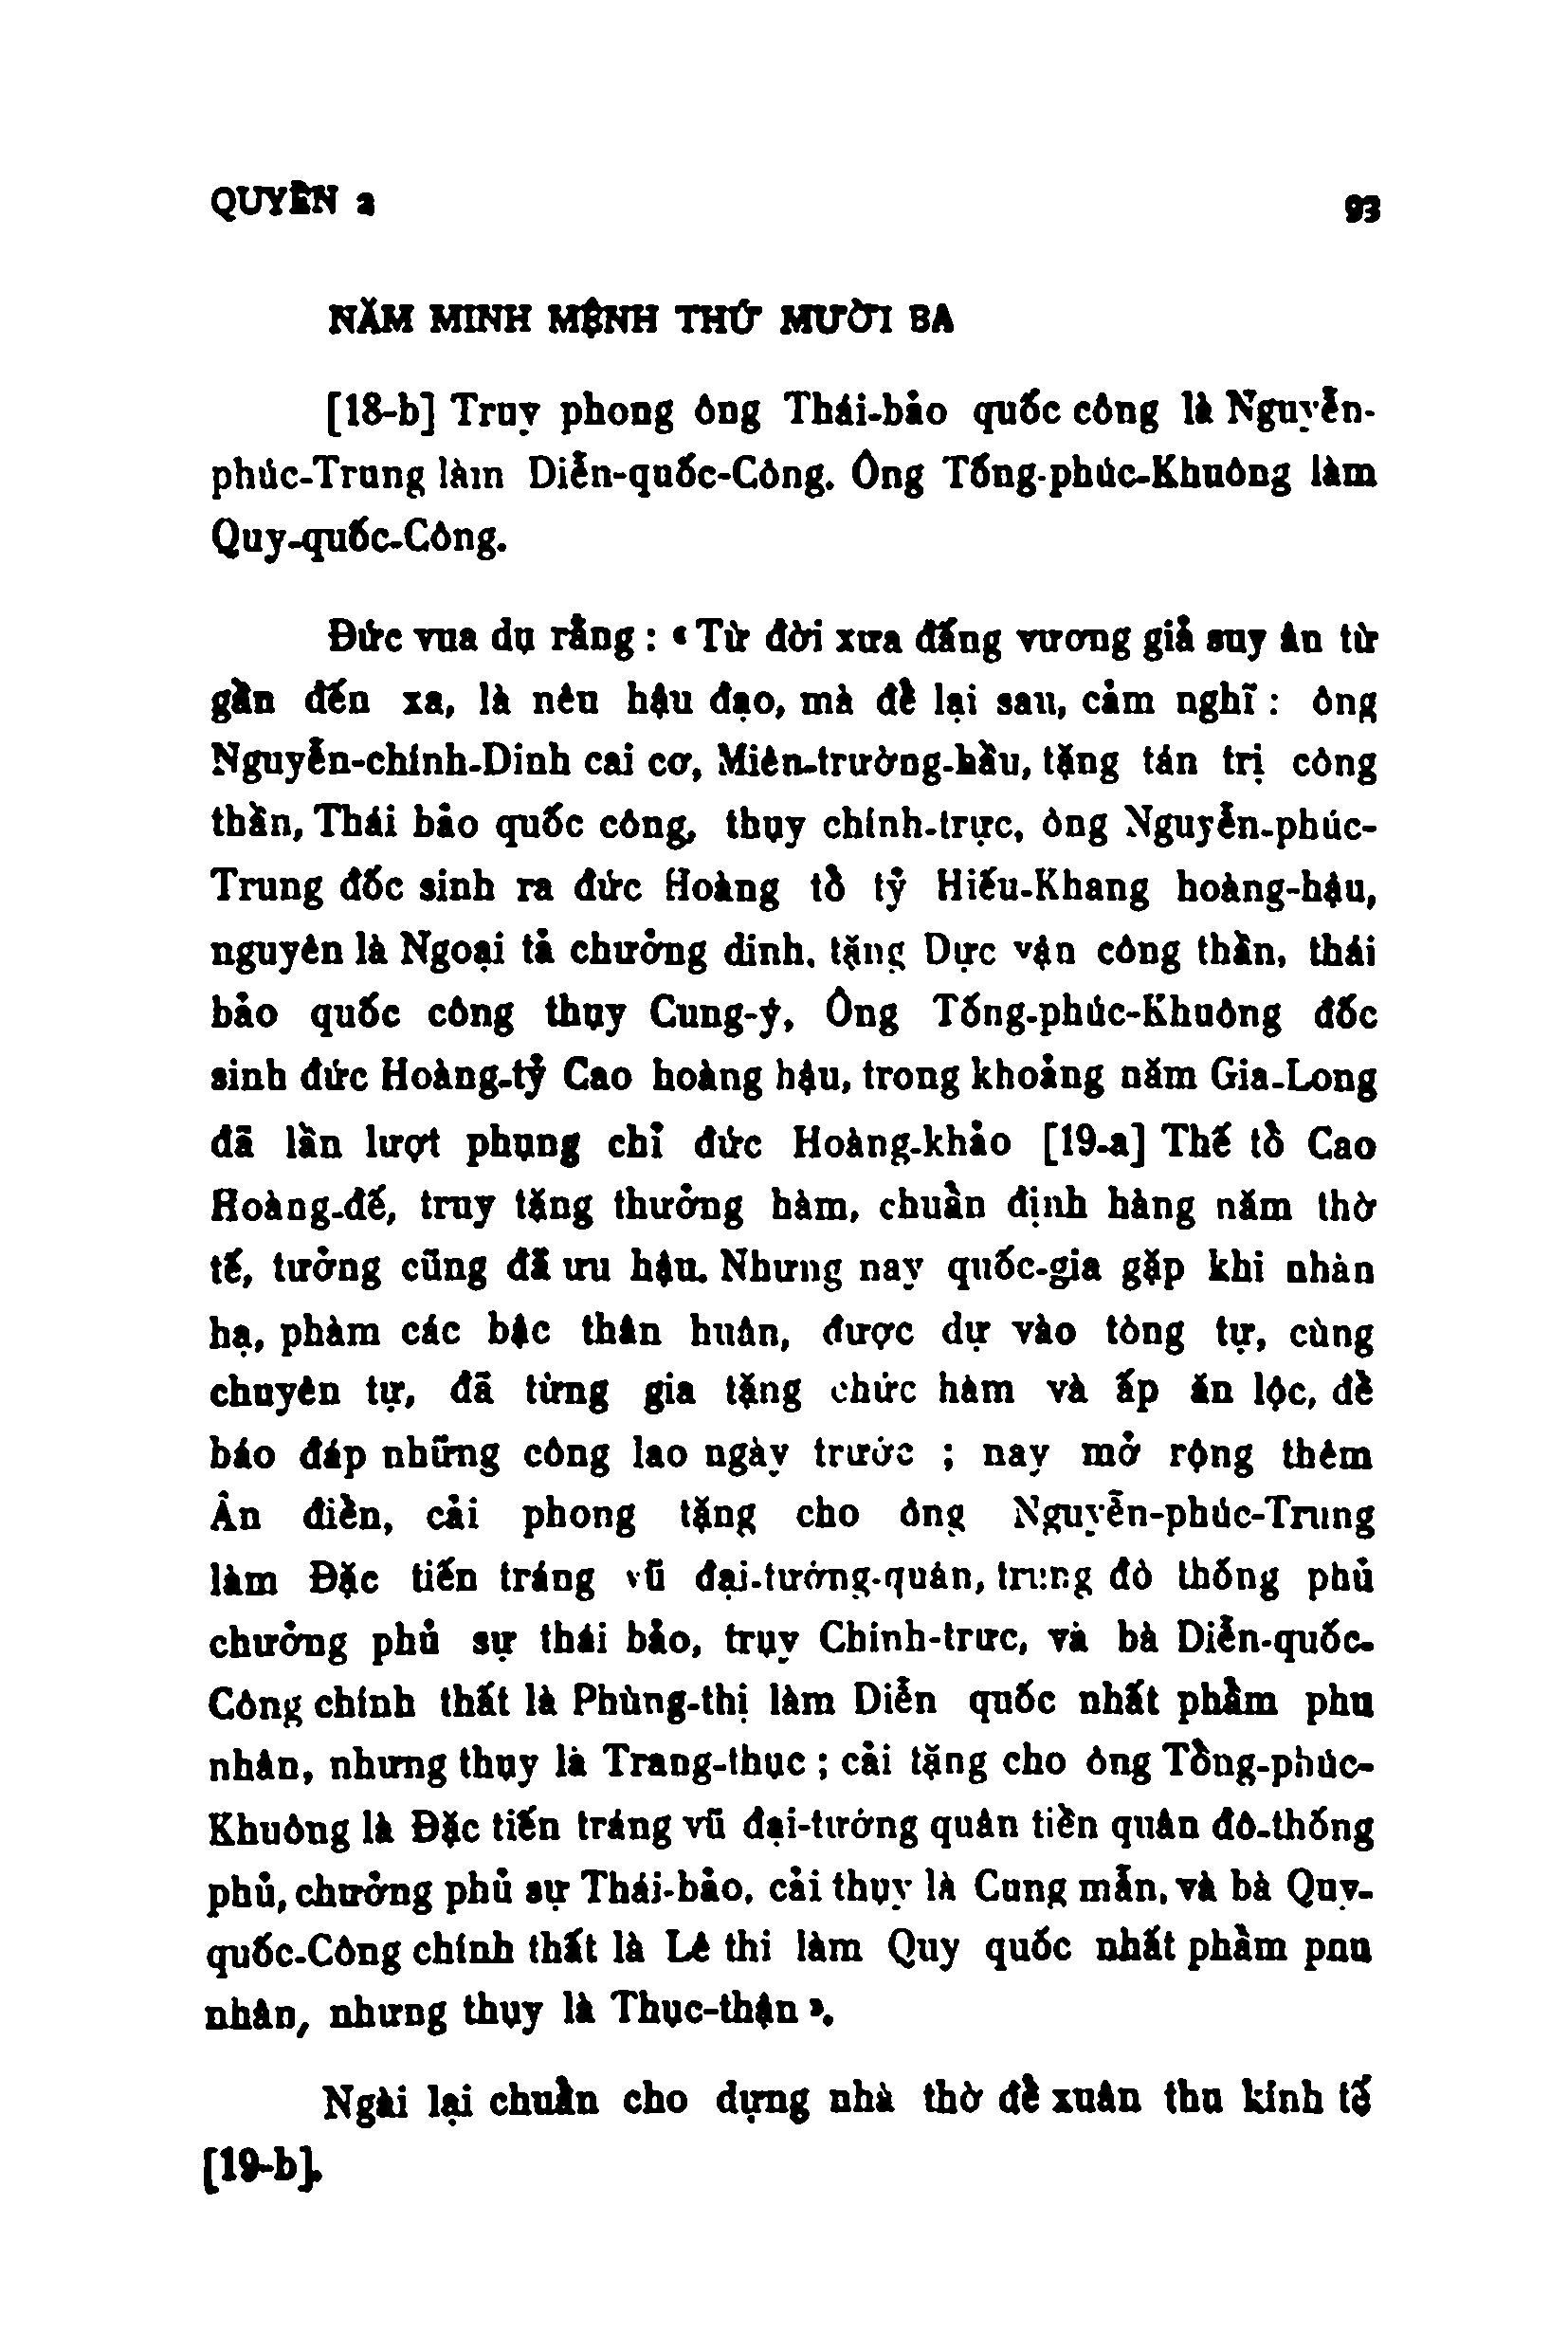 QUYỀN 2
93
NĂM MINH MỆNH THỨ MƯỜI BA
[18-b] Truy phong ông Thái-bảo quốc công là Nguyễn-
phúc-Trung làm Diễn-quốc-Công. Ông Tống-phúc-Khuông làm
Quy-quốc-Công.
Đức vua dụ rằng : « Từ đời xưa đấng vương giả suy ân từ
gần đến xa, là nêu hậu đạo, mà để lại sau, cảm nghĩ : ông
Nguyễn-chính-Dinh cai cơ, Miên-trường-hầu, tặng tán trị công
thần, Thái bảo quốc công, thụy chính-trực, ông Nguyễn-phúc-
Trung đốc sinh ra đức Hoàng tổ tỷ Hiếu-Khang hoàng-hậu,
nguyên là Ngoại tả chưởng dinh, tặng Dực vận công thần, thái
bảo quốc công thụy Cung-ý, Ông Tống-phúc-Khuông đốc
sinh đức Hoàng-tỷ Cao hoàng hậu, trong khoảng năm Gia-Long
đã lần lượt phụng chỉ đức Hoàng-khảo [19-a] Thế tổ Cao
Hoàng-đế, truy tặng thưởng hàm, chuẩn định hàng năm thờ
tế, tưởng cũng đã ưu hậu. Nhưng nay quốc-gia gặp khi nhàn
hạ, phàm các bậc thân huân, được dự vào tòng tự, cùng
chuyên tự, đã từng gia tặng chức hàm và ấp ăn lộc, để
báo đáp những công lao ngày trước ; nay mở rộng thêm
Ân điển, cải phong tặng cho ông Nguyễn-phúc-Trung
làm Đặc tiến tráng vũ đại-tướng-quân, trung đô thống phủ
chưởng phủ sự thái bảo, trụy Chính-trưc, và bà Diễn-quốc-
Công chính thất là Phùng-thị làm Diễn quốc nhất phẩm phu
nhân, nhưng thụy là Trang-thục ; cải tặng cho ông Tồng-phúc-
Khuông là Đặc tiến tráng vũ đại-tướng quân tiền quân đô-thống
phủ, chưởng phủ sự Thái-bảo, cải thụy là Cung mẫn, và bà Quy-
quốc-Công chính thất là Lê thi làm Quy quốc nhất phẩm phu
nhân, nhưng thụy là Thục-thận ».
Ngài lại chuẩn cho dựng nhà thờ để xuân thu kính tế
[19-b].